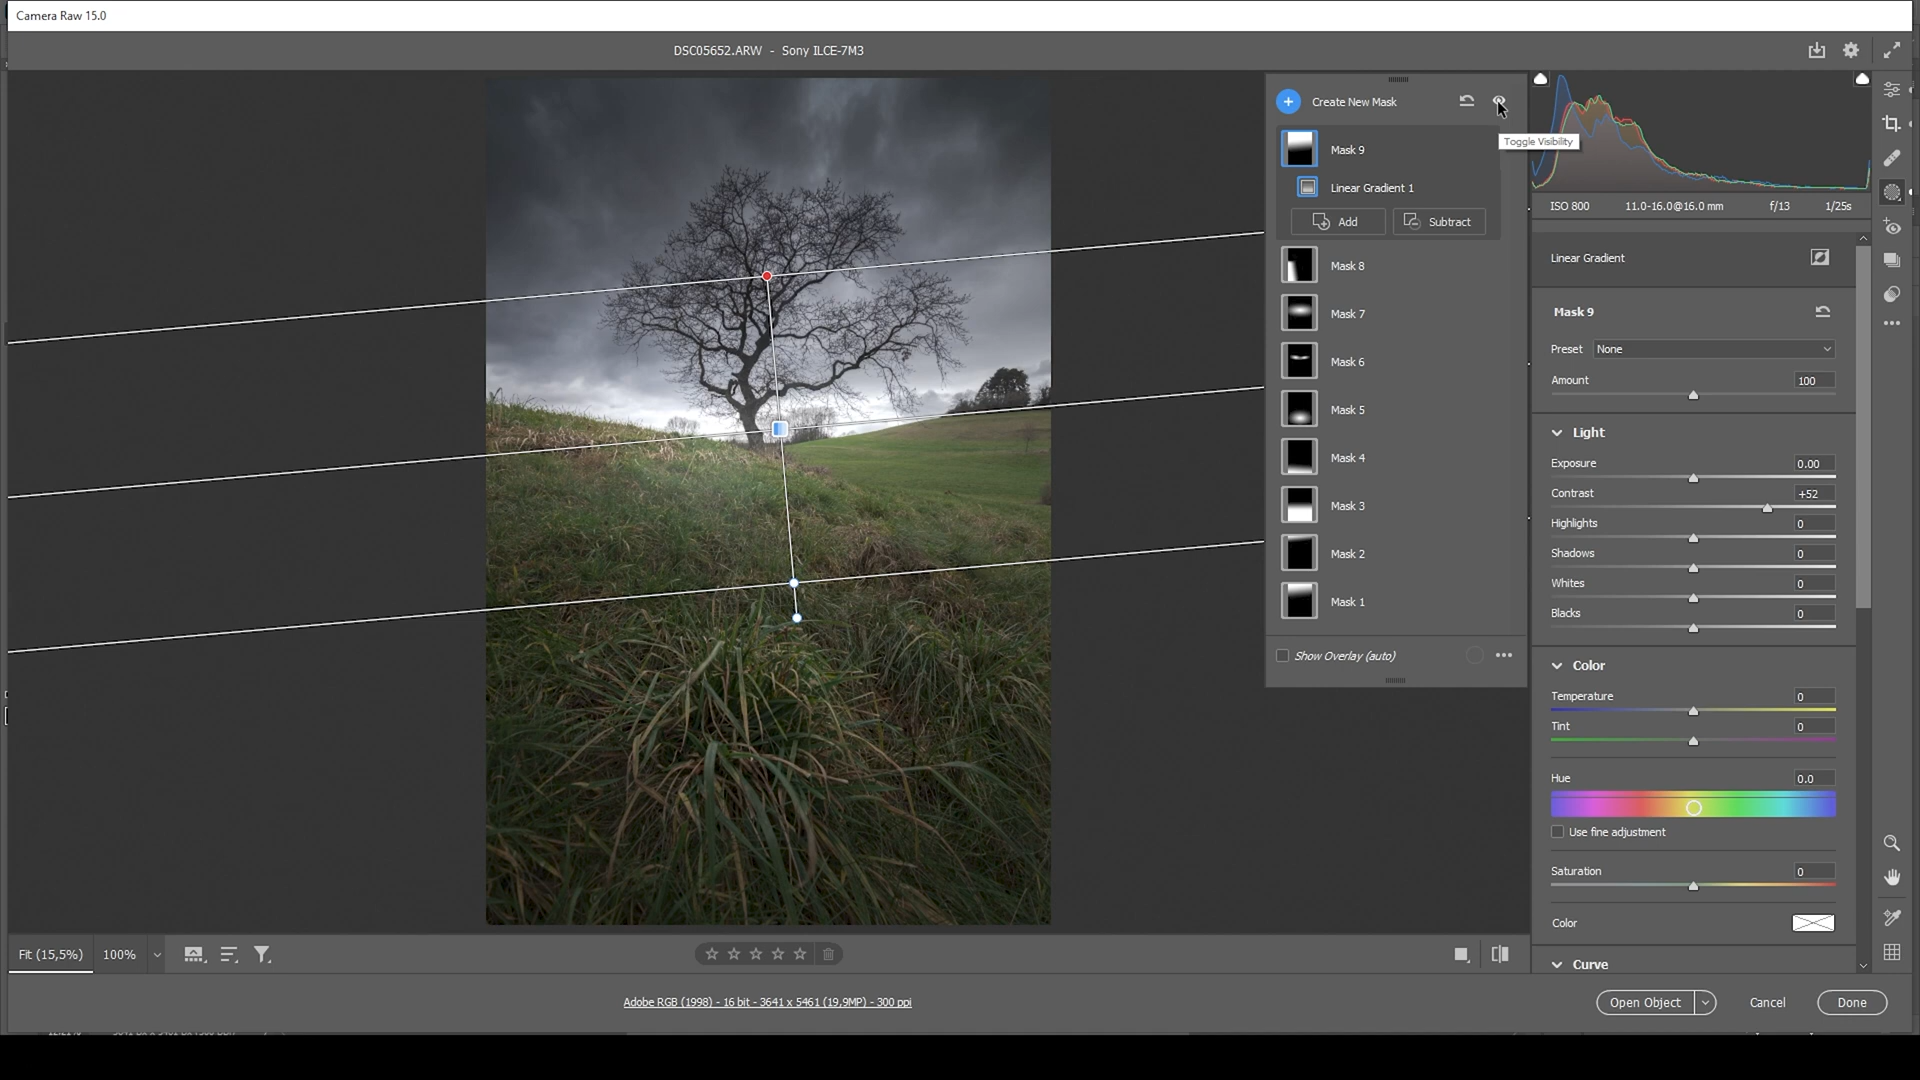 Camera Raw 15.0
DSC05652.ARW - Sony ILCE-7M3
Create New Mask
Toggle Visibility
Mask 9
Linear Gradient 1
Add
Subtract
Mask 8
Mask 7
Mask 6
Mask 5
Mask 4
Mask 3
Mask 2
Mask 1
Show Overlay (auto)
ISO 800 11.0-16.0@16.0 mm f/13 1/25s
Linear Gradient
Mask 9
Preset None
Amount 100
Light
Exposure 0.00
Contrast +52
Highlights 0
Shadows 0
Whites 0
Blacks 0
Color
Temperature 0
Tint 0
Hue 0.0
Use fine adjustment
Saturation 0
Color
Curve
Fit (15,5%) 100%
Adobe RGB (1998) - 16 bit - 3641 x 5461 (19,9MP) - 300 ppi
Open Object
Cancel
Done